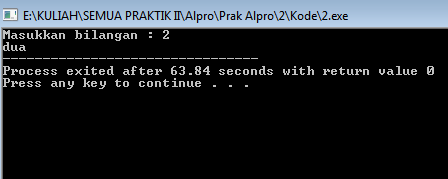 E:\KULIAH\SEMUA PRAKTIK II\Alpro\Prak Alpro\2\Kode\2.exe
Masukkan bilangan : 2
dua
--------------------------------
Process exited after 63.84 seconds with return value 0
Press any key to continue . . .